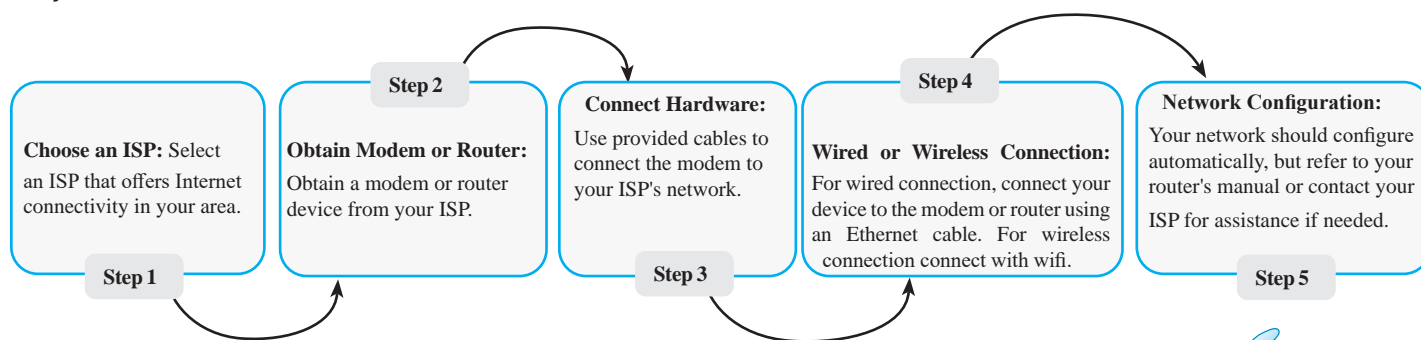 Step 1
Choose an ISP: Select
an ISP that offers Internet
connectivity in your area.
Step 2
Obtain Modem or Router:
Obtain a modem or router
device from your ISP.
Connect Hardware:
Use provided cables to
connect the modem to
your ISP's network.
Step 3
Step 4
Wired or Wireless Connection:
For wired connection, connect your
device to the modem or router using
an Ethernet cable. For wireless
connection connect with wifi.
Network Configuration:
Your network should configure
automatically, but refer to your
router's manual or contact your
ISP for assistance if needed.
Step 5